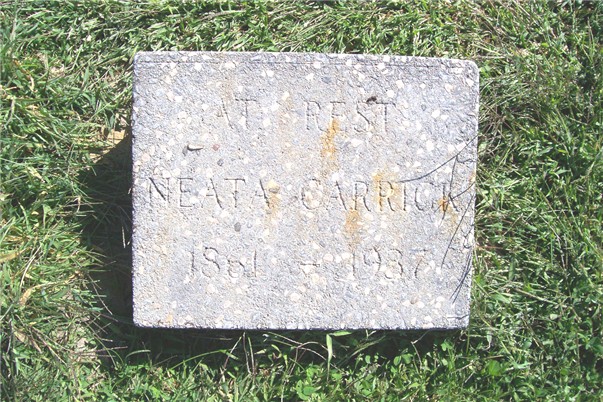 AT REST
NEATA CARRICK
1861 - 1937